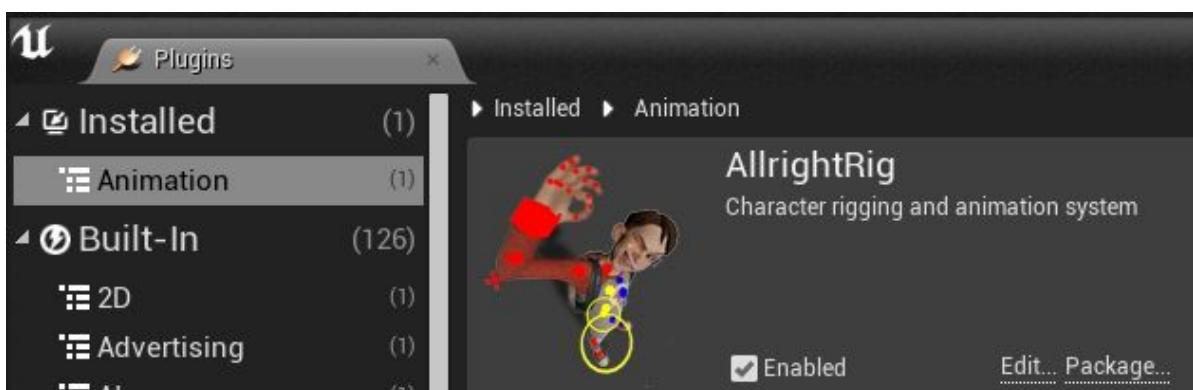 Plugins
Installed (1)
Animation (1)
Built-In (126)
2D (1)
Advertising (1)
Installed Animation
AllrightRig
Character rigging and animation system
Enabled Edit... Package...